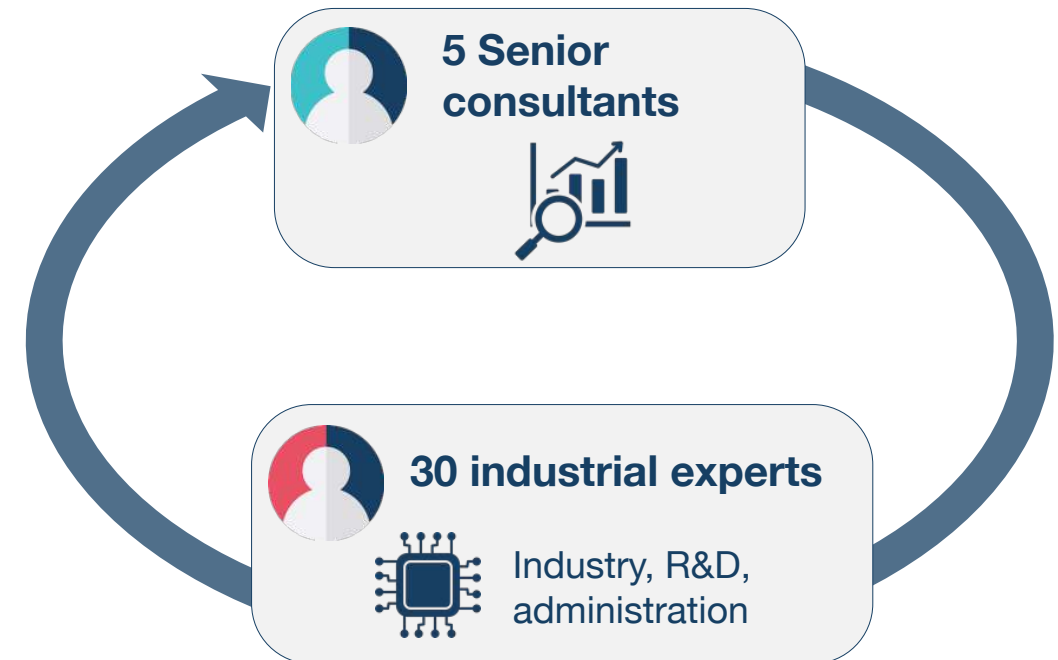 5 Senior
consultants
30 industrial experts
Industry, R&D,
administration